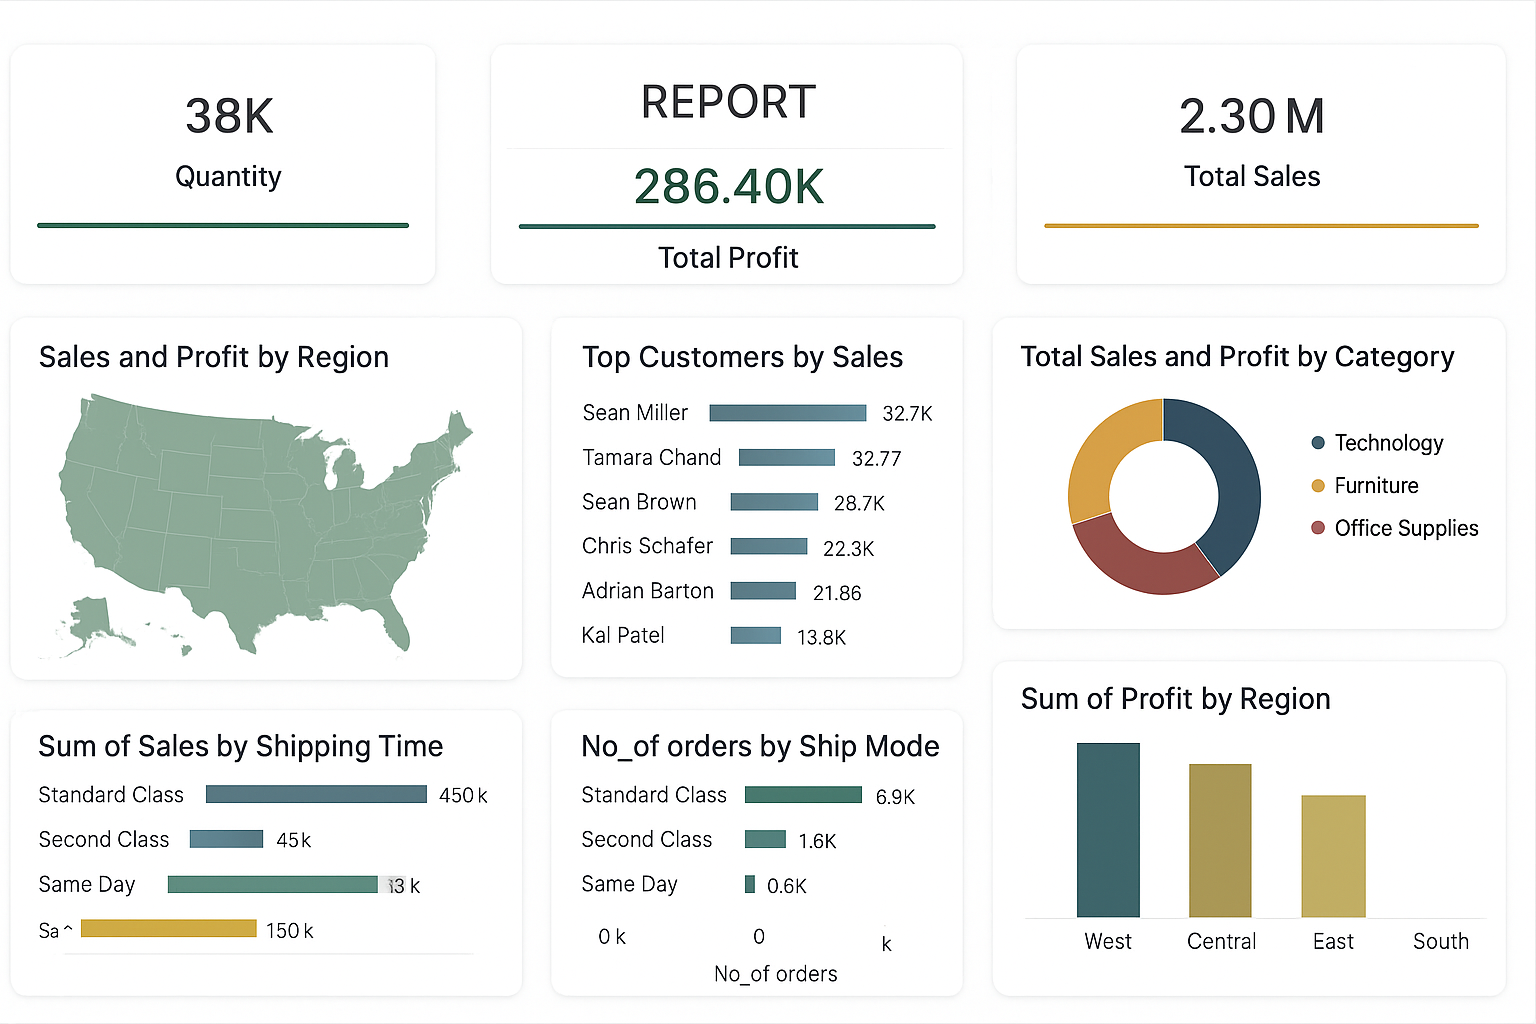 38K
Quantity
REPORT
286.40K
Total Profit
2.30 M
Total Sales
Sales and Profit by Region
Top Customers by Sales
Sean Miller 32.7K
Tamara Chand 32.77
Sean Brown 28.7K
Chris Schafer 22.3K
Adrian Barton 21.86
Kal Patel 13.8K
Total Sales and Profit by Category
Technology
Furniture
Office Supplies
Sum of Sales by Shipping Time
Standard Class 450 k
Second Class 45 k
Same Day k
Sa^ 150 k
No_of orders by Ship Mode
Standard Class 6.9K
Second Class 1.6K
Same Day 0.6K
0 k 0 k
No_of orders
Sum of Profit by Region
West Central East South